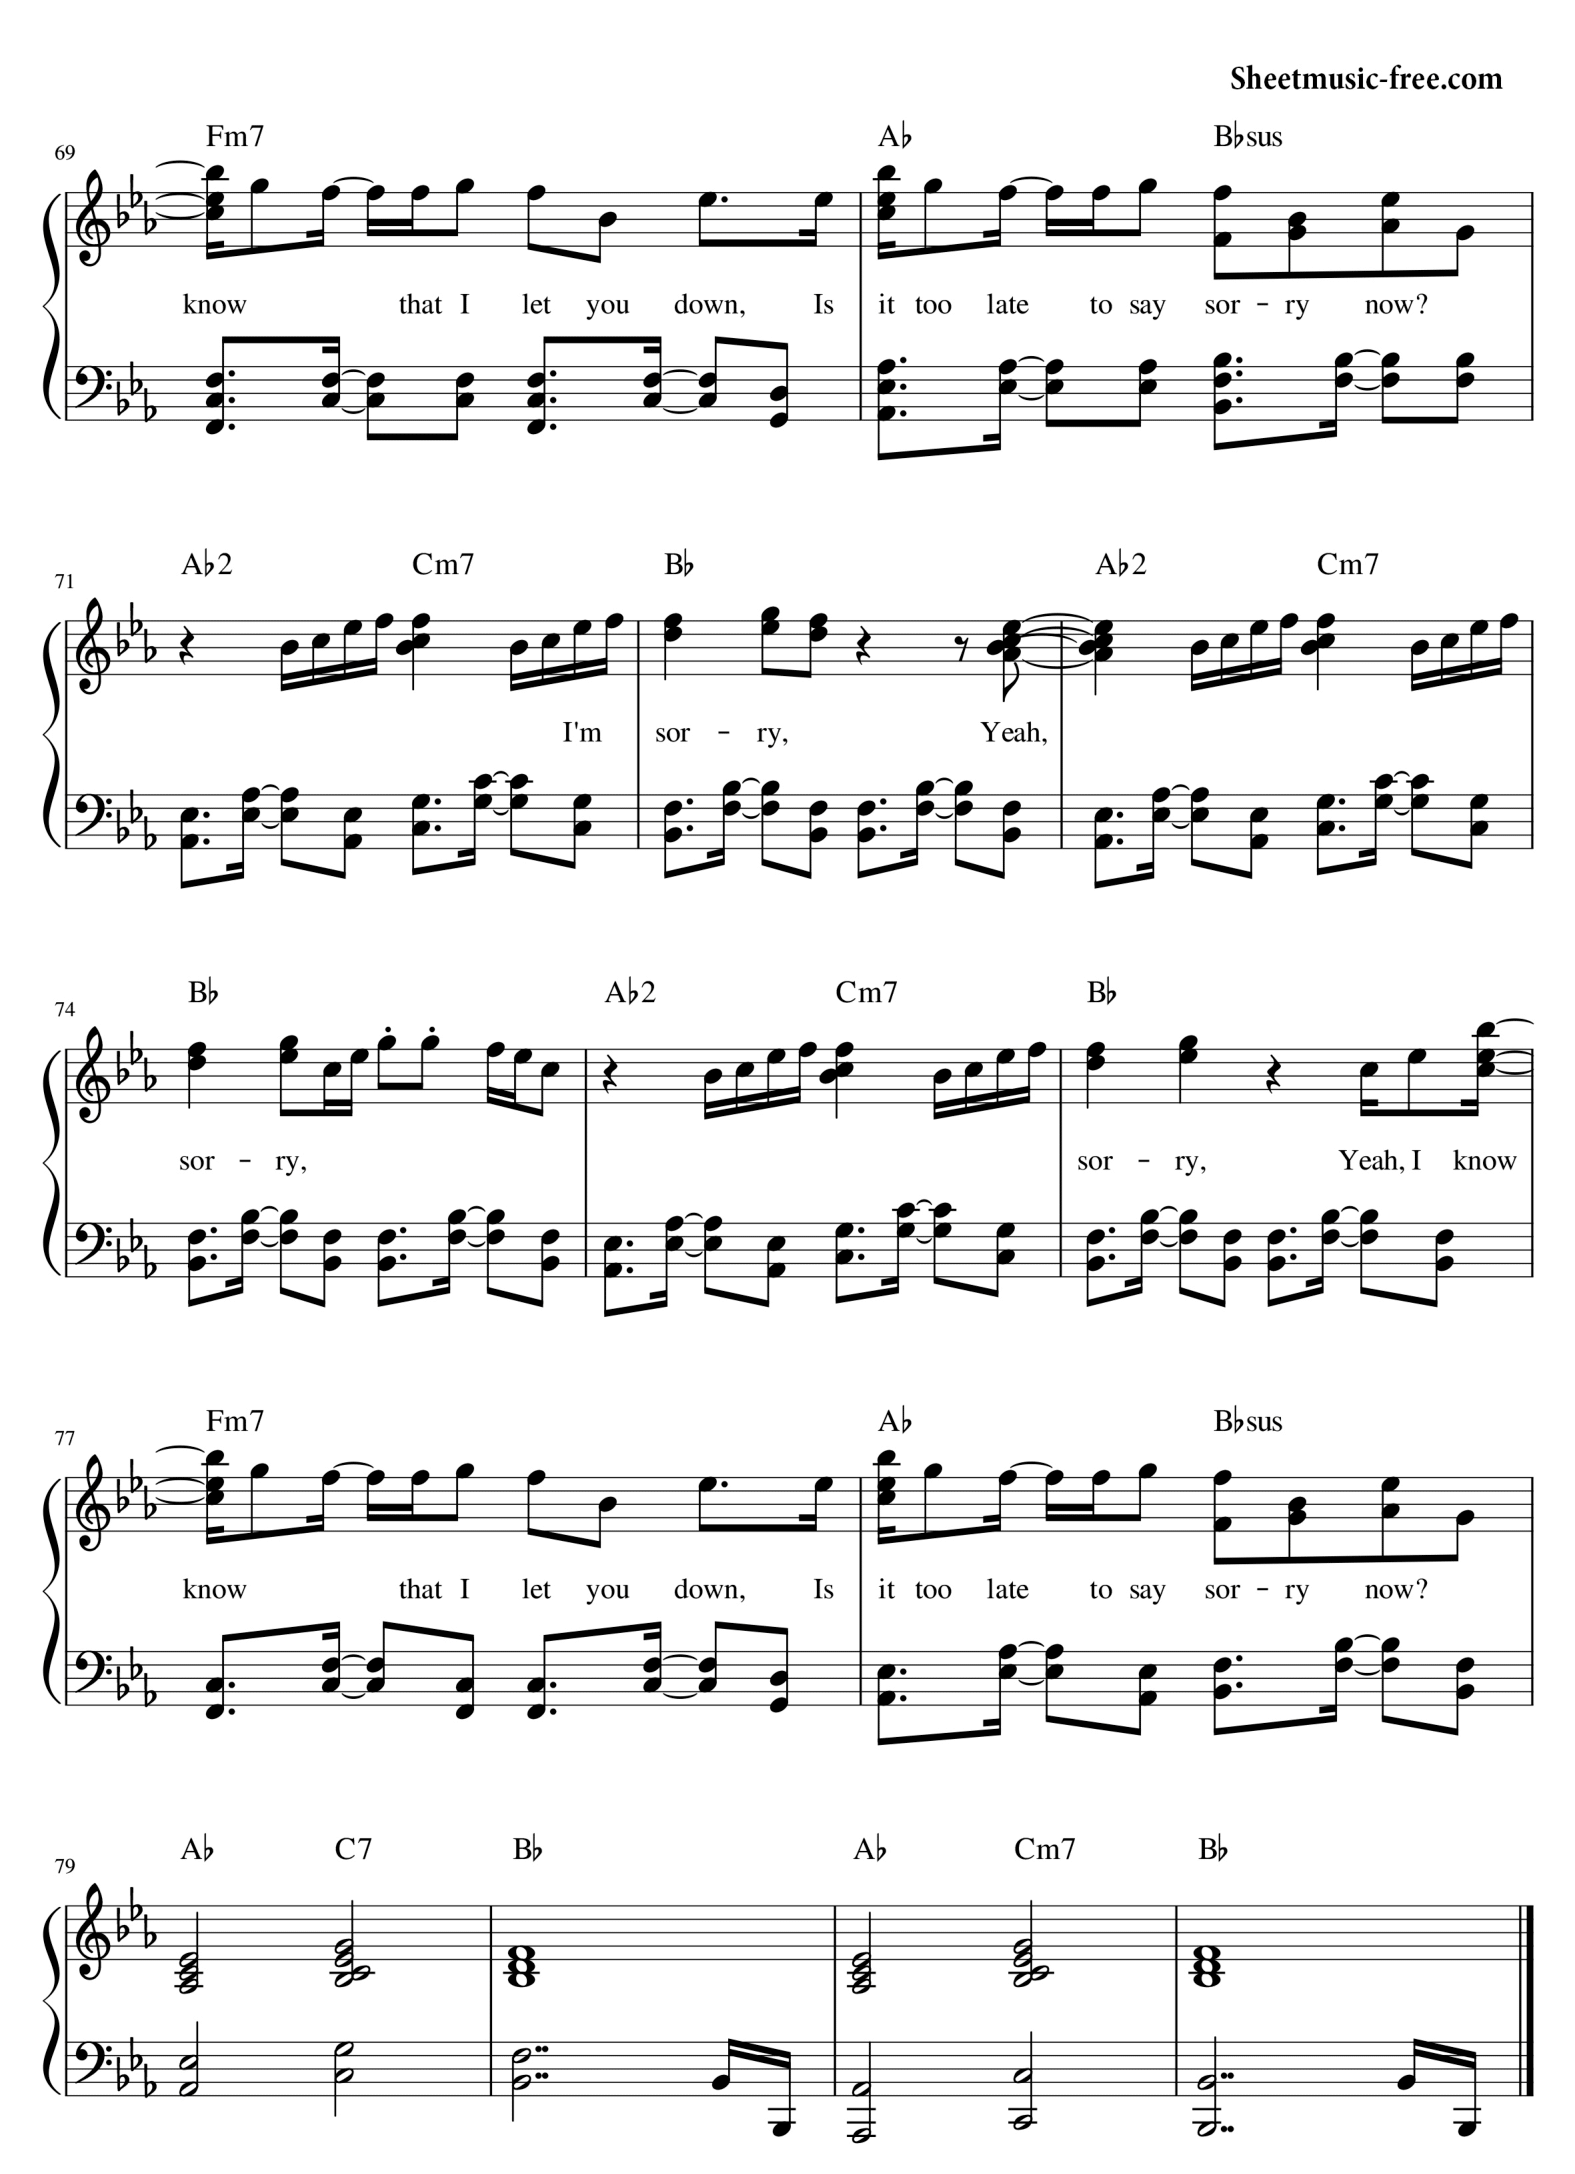 Sheetmusic-free.com
Fm7 A♭ B♭sus
69
know that I let you down, Is it too late to say sor - ry now?
A♭2 Cm7 B♭ A♭2 Cm7
71
I'm sor - ry, Yeah,
B♭ A♭2 Cm7 B♭
74
sor - ry, sor - ry, Yeah, I know
Fm7 A♭ B♭sus
77
know that I let you down, Is it too late to say sor - ry now?
A♭ C7 B♭ A♭ Cm7 B♭
79